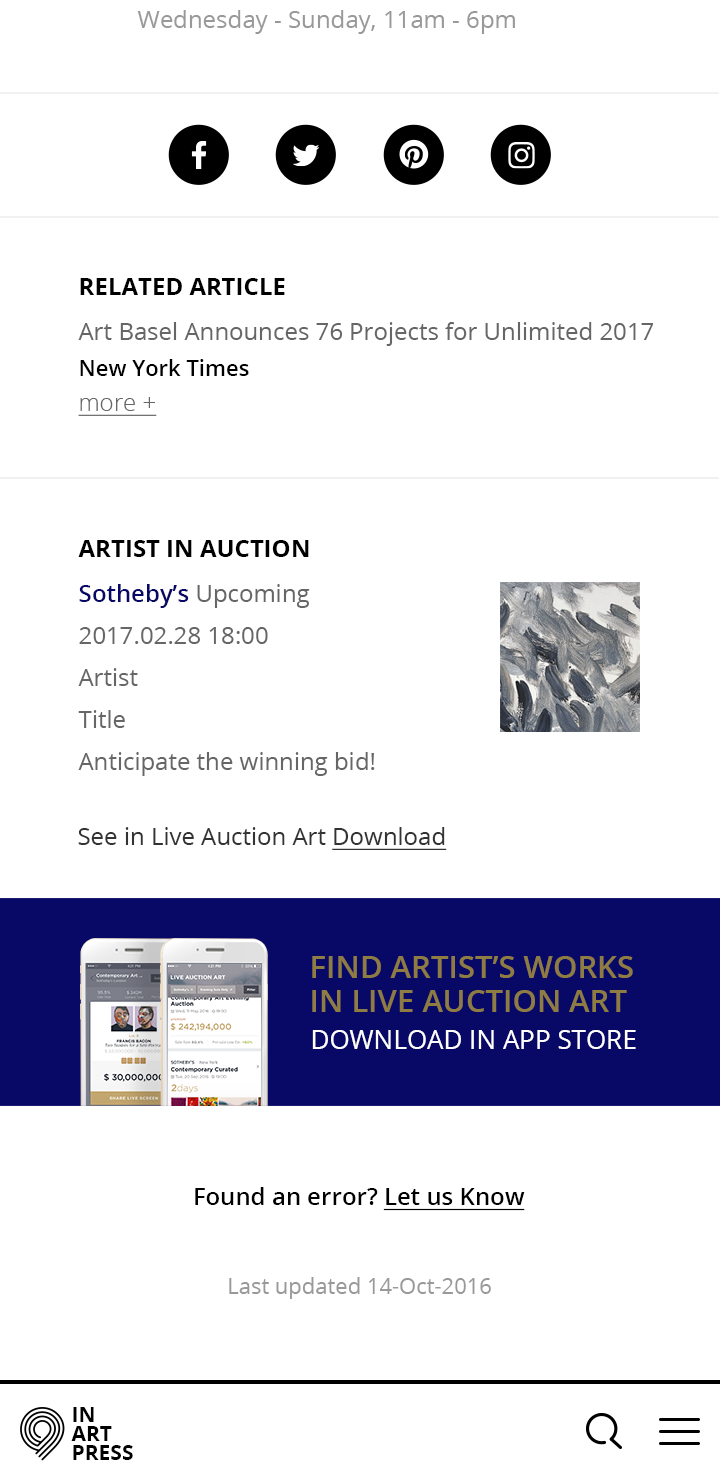 Wednesday - Sunday, 11am - 6pm
RELATED ARTICLE
Art Basel Announces 76 Projects for Unlimited 2017
New York Times
more +
ARTIST IN AUCTION
Sotheby's Upcoming
2017.02.28 18:00
Artist
Title
Anticipate the winning bid!
See in Live Auction Art Download
Contemporary Art ...
FRANCIS BACON
$ 30,000,000
SHARE LIVE SCREEN
LIVE AUCTION ART
Contemporary Art Evening
Auction
$ 242,194,000
SOTHEBY'S - New York
Contemporary Curated
2days
FIND ARTIST'S WORKS
IN LIVE AUCTION ART
DOWNLOAD IN APP STORE
Found an error? Let us Know
Last updated 14-Oct-2016
IN
ART
PRESS